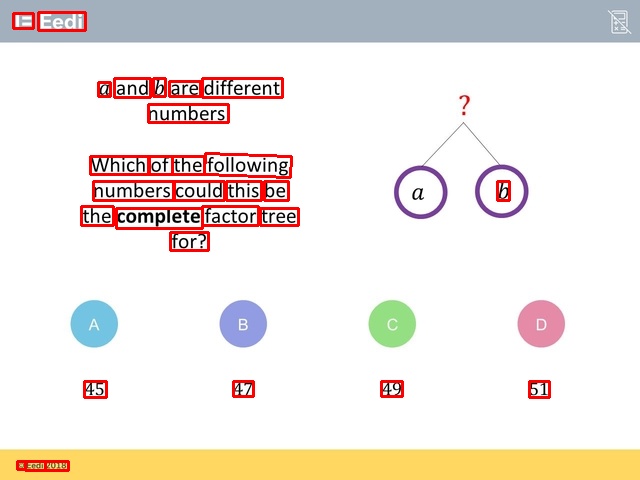 Eedi
a and b are different
numbers
Which of the following
numbers could this be
the complete factor tree
for?
?
a b
A B C D
45 47 49 51
© Eedi 2018